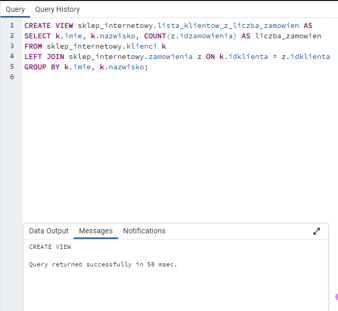 Query Query History
1 CREATE VIEW sklep_internetowy.lista_klientow_z_liczba_zamowien AS
2 SELECT k.imie, k.nazwisko, COUNT(z.idzamowienia) AS liczba_zamowien
3 FROM sklep_internetowy.klienci k
4 LEFT JOIN sklep_internetowy.zamowienia z ON k.idklienta = z.idklienta
5 GROUP BY k.imie, k.nazwisko;
6
Data Output Messages Notifications
CREATE VIEW
Query returned successfully in 58 msec.